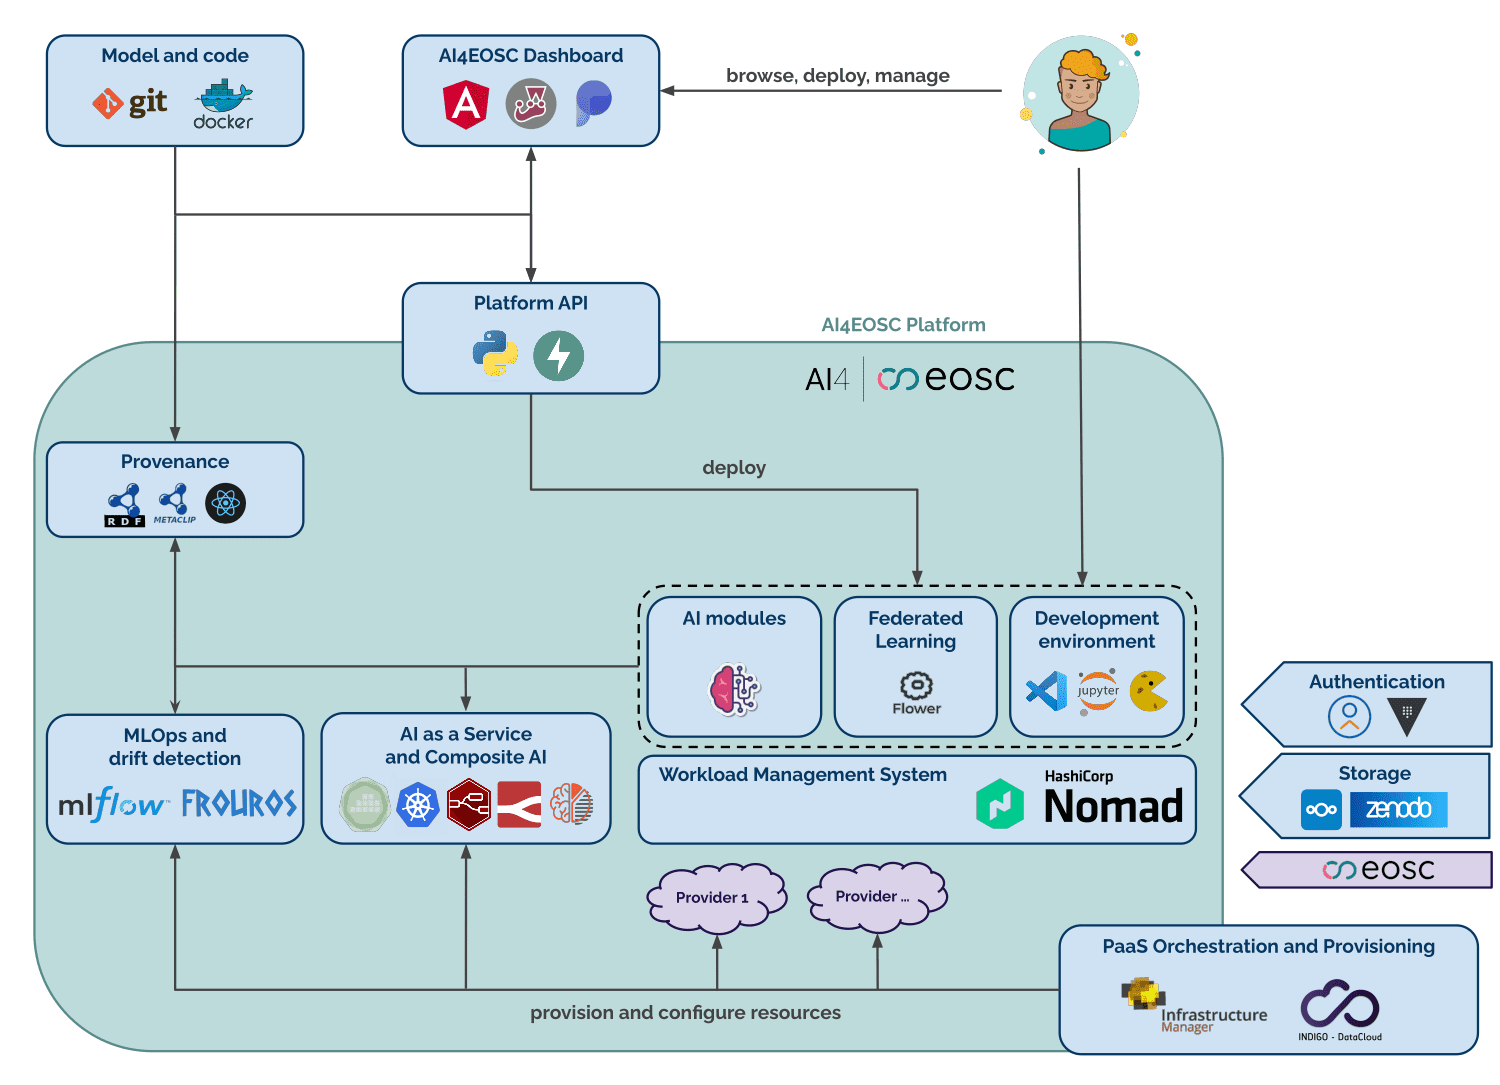 Model and code
git
docker
AI4EOSC Dashboard
browse, deploy, manage
Platform API
AI4EOSC Platform
AI4 eosc
Provenance
RDF
METACLIP
deploy
AI modules
Federated
Learning
Flower
Development
environment
jupyter
MLOps and
drift detection
mlflow™
FROUROS
AI as a Service
and Composite AI
Workload Management System
HashiCorp
Nomad
Authentication
Storage
zenodo
eosc
Provider 1
Provider ...
PaaS Orchestration and Provisioning
Infrastructure
Manager
INDIGO - DataCloud
provision and configure resources